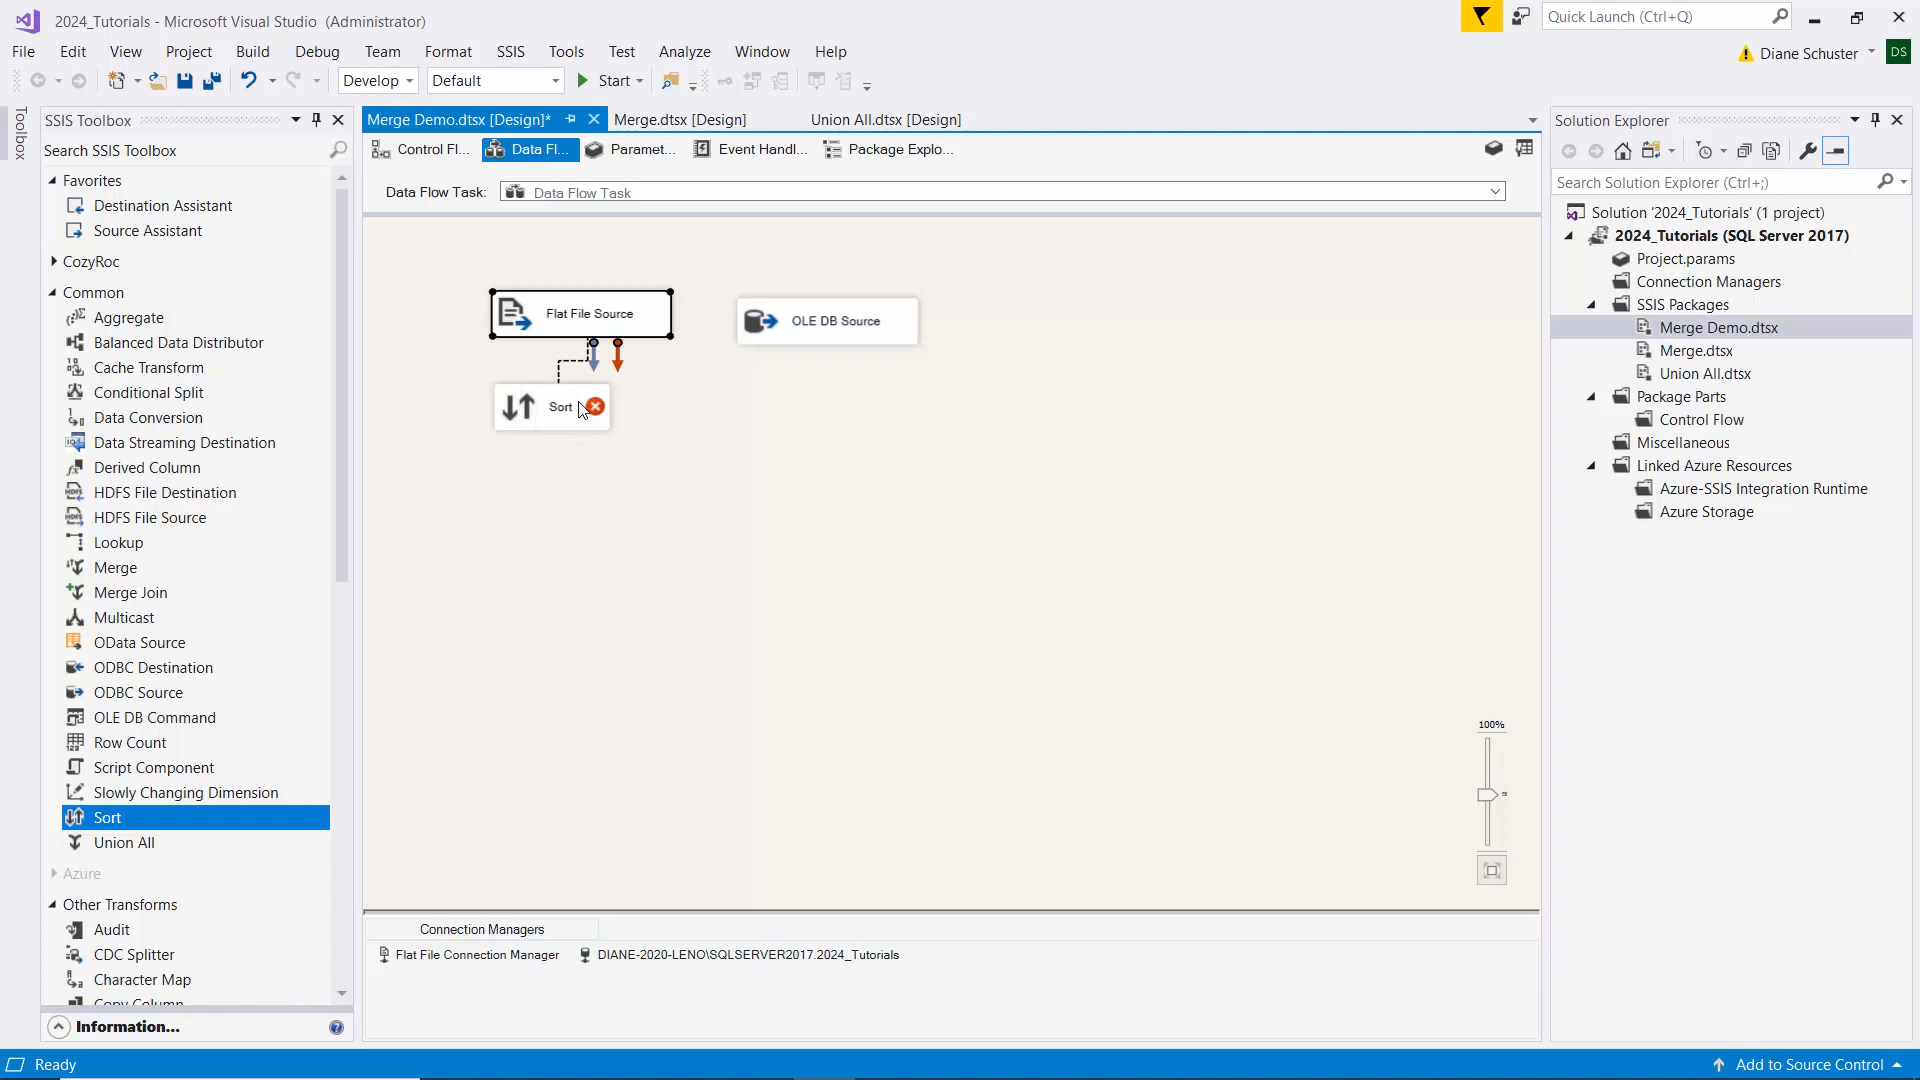 2024_Tutorials - Microsoft Visual Studio (Administrator)
Quick Launch (Ctrl+Q)
File Edit View Project Build Debug Team Format SSIS Tools Test Analyze Window Help
Diane Schuster DS
Develop Default Start
Toolbox
SSIS Toolbox
Search SSIS Toolbox
Favorites
Destination Assistant
Source Assistant
CozyRoc
Common
Aggregate
Balanced Data Distributor
Cache Transform
Conditional Split
Data Conversion
Data Streaming Destination
Derived Column
HDFS File Destination
HDFS File Source
Lookup
Merge
Merge Join
Multicast
OData Source
ODBC Destination
ODBC Source
OLE DB Command
Row Count
Script Component
Slowly Changing Dimension
Sort
Union All
Azure
Other Transforms
Audit
CDC Splitter
Character Map
Copy Column
Information...
Merge Demo.dtsx [Design]* Merge.dtsx [Design] Union All.dtsx [Design]
Control Fl... Data Fl... Paramet... Event Handl... Package Explo...
Data Flow Task: Data Flow Task
Flat File Source
OLE DB Source
Sort
100%
Connection Managers
Flat File Connection Manager DIANE-2020-LENO\SQLSERVER2017.2024_Tutorials
Solution Explorer
Search Solution Explorer (Ctrl+;)
Solution '2024_Tutorials' (1 project)
2024_Tutorials (SQL Server 2017)
Project.params
Connection Managers
SSIS Packages
Merge Demo.dtsx
Merge.dtsx
Union All.dtsx
Package Parts
Control Flow
Miscellaneous
Linked Azure Resources
Azure-SSIS Integration Runtime
Azure Storage
Ready
Add to Source Control